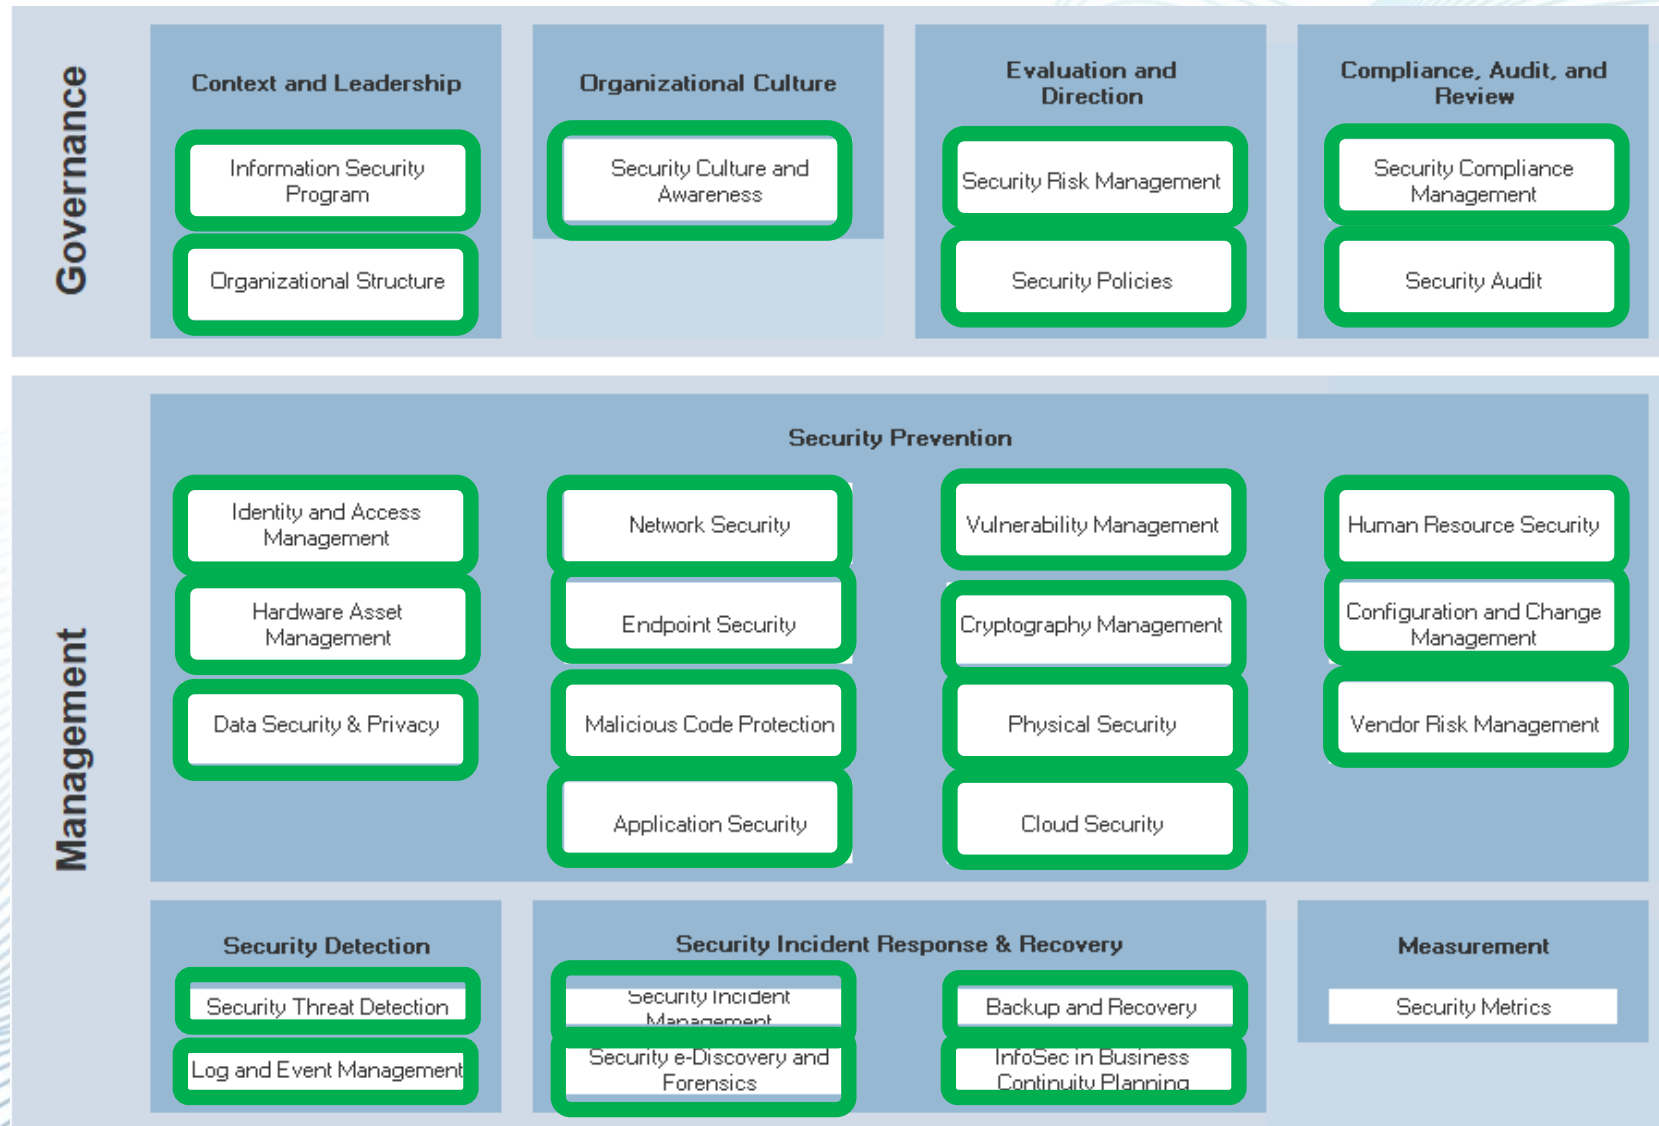 Governance
Context and Leadership
Information Security
Program
Organizational Structure
Organizational Culture
Security Culture and
Awareness
Evaluation and
Direction
Security Risk Management
Security Policies
Compliance, Audit, and
Review
Security Compliance
Management
Security Audit
Management
Security Prevention
Identity and Access
Management
Hardware Asset
Management
Data Security & Privacy
Network Security
Endpoint Security
Malicious Code Protection
Application Security
Vulnerability Management
Cryptography Management
Physical Security
Cloud Security
Human Resource Security
Configuration and Change
Management
Vendor Risk Management
Security Detection
Security Threat Detection
Log and Event Management
Security Incident Response & Recovery
Security Incident
Management
Security e-Discovery and
Forensics
Backup and Recovery
InfoSec in Business
Continuity Planning
Measurement
Security Metrics